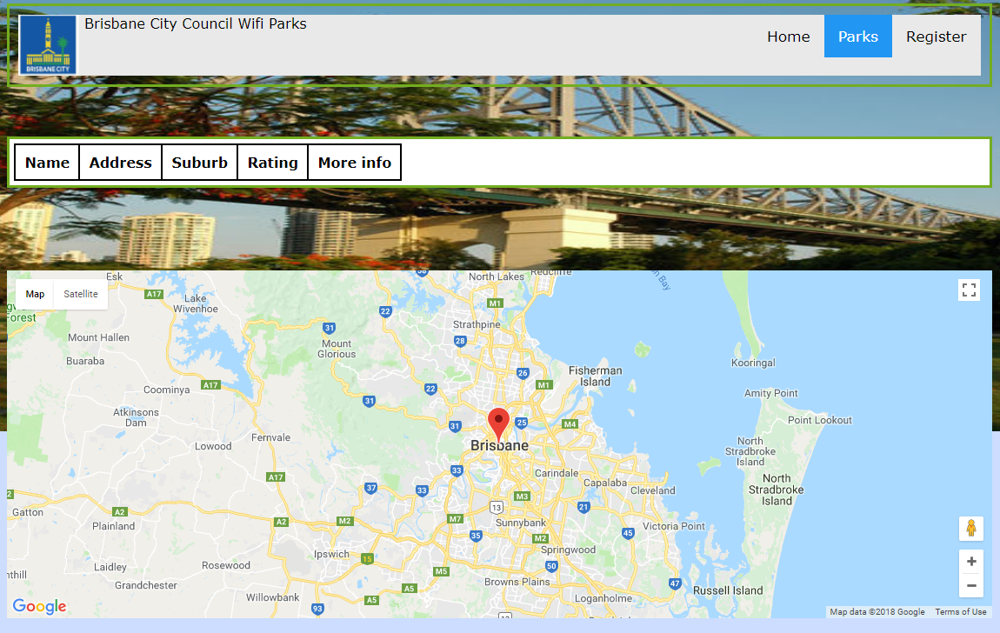 Brisbane City Council Wifi Parks
BRISBANE CITY
Home
Parks
Register
Name
Address
Suburb
Rating
More info
Map
Satellite
Esk
A17
Lake
Wivenhoe
North Lakes
Redcliffe
58
M1
22
Strathpine
28
31
Mount
Glorious
Forest
Mount Hallen
Buaraba
Kooringal
Fisherman
Island
26
M1
A17
Coominya
22
31
Amity Point
Atkinsons
Dam
Point Lookout
31
25
M4
Fernvale
Lowood
Brisbane
North
Stradbroke
Island
33
A17
Carindale
Capalaba
Cleveland
North
Stradbroke
Island
37
33
2
M3
13
21
Gatton
A2
Plainland
A2
M2
M7
Sunnybank
Victoria Point
35
M2
45
Springwood
Ipswich
15
Laidley
Rosewood
M5
50
Browns Plains
47
Grandchester
A5
Russell Island
Willowbank
A5
Loganholme
93
13
Google
Map data ©2018 Google
Terms of Use